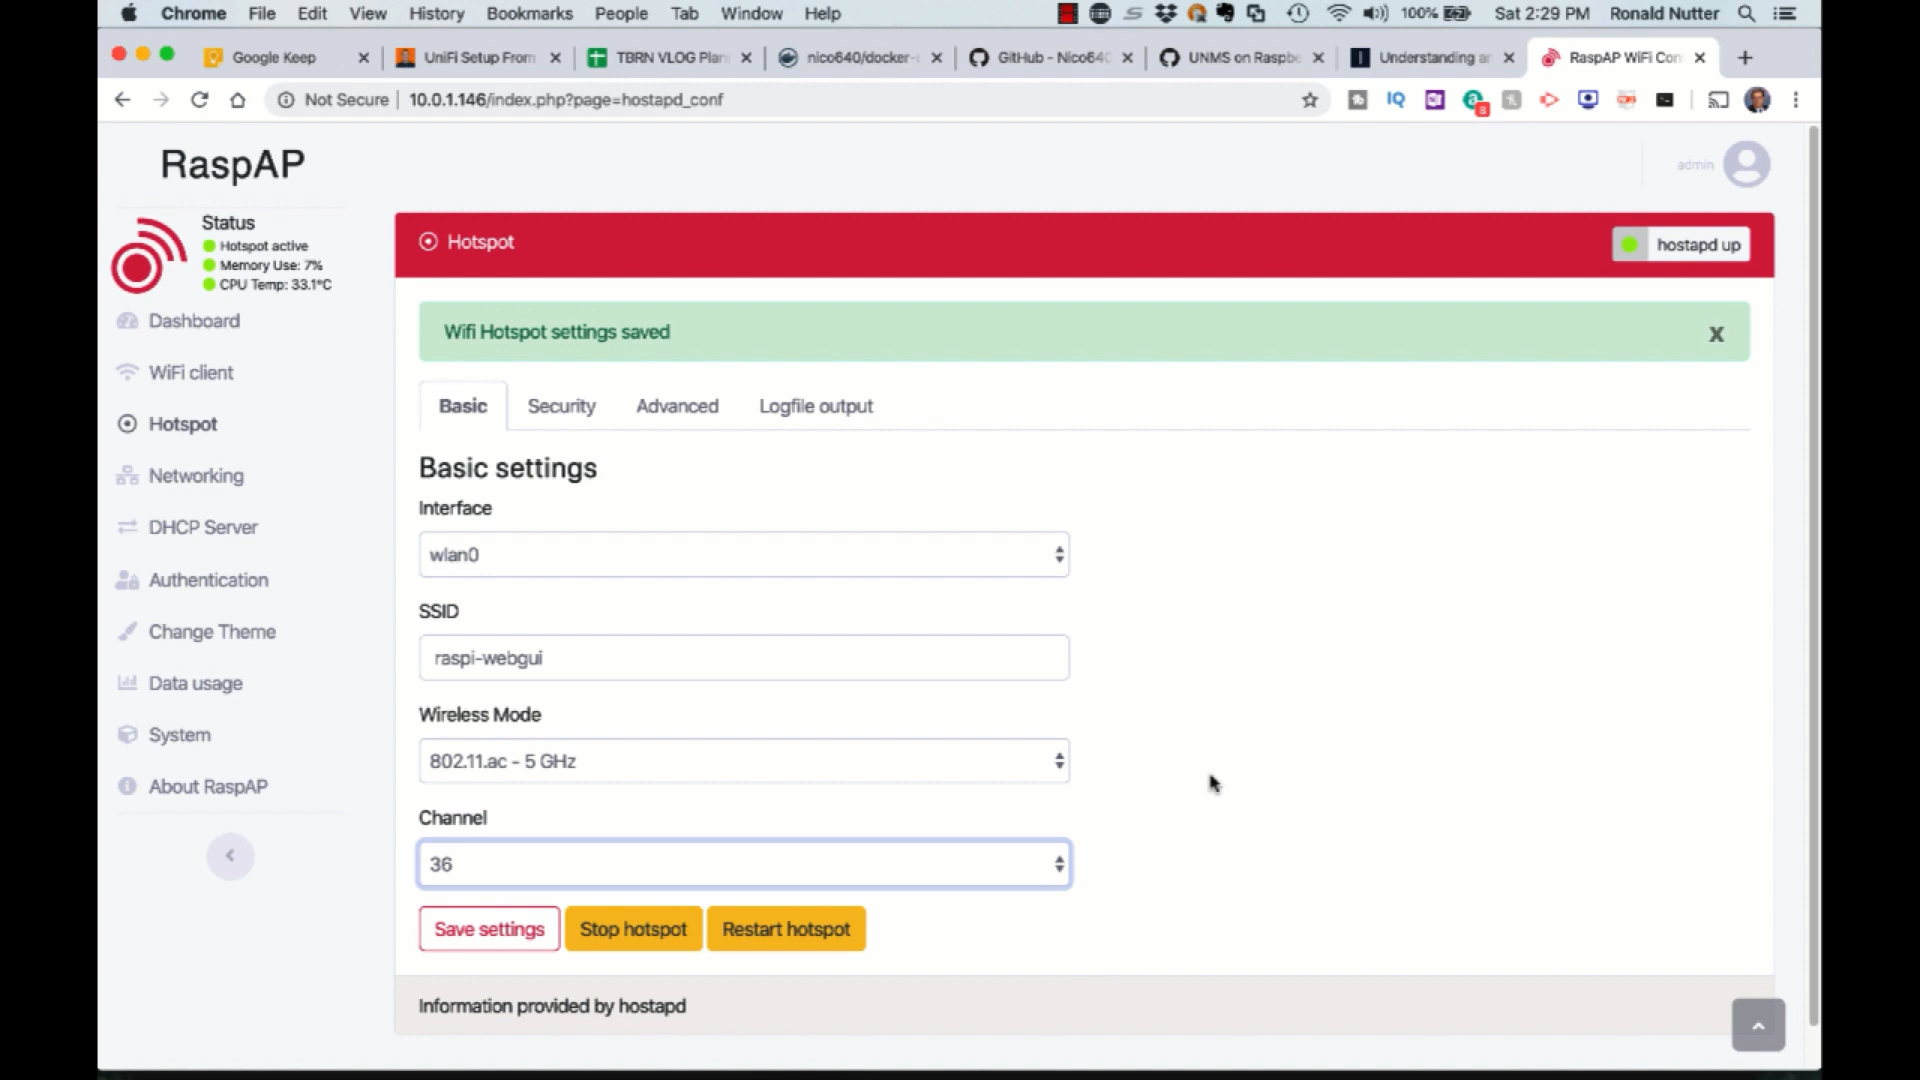 Chrome File Edit View History Bookmarks People Tab Window Help 100% Sat 2:29 PM Ronald Nutter
Google Keep UniFi Setup From TBRN VLOG Plan nico640/docker- GitHub - Nico640 UNMS on Raspbe Understanding an RaspAP WiFi Con
Not Secure 10.0.1.146/index.php?page=hostapd_conf IQ
RaspAP admin
Status
Hotspot active
Memory Use: 7%
CPU Temp: 33.1°C
Dashboard
WiFi client
Hotspot
Networking
DHCP Server
Authentication
Change Theme
Data usage
System
About RaspAP
Hotspot hostapd up
Wifi Hotspot settings saved X
Basic Security Advanced Logfile output
Basic settings
Interface
wlan0
SSID
raspi-webgui
Wireless Mode
802.11.ac - 5 GHz
Channel
36
Save settings Stop hotspot Restart hotspot
Information provided by hostapd